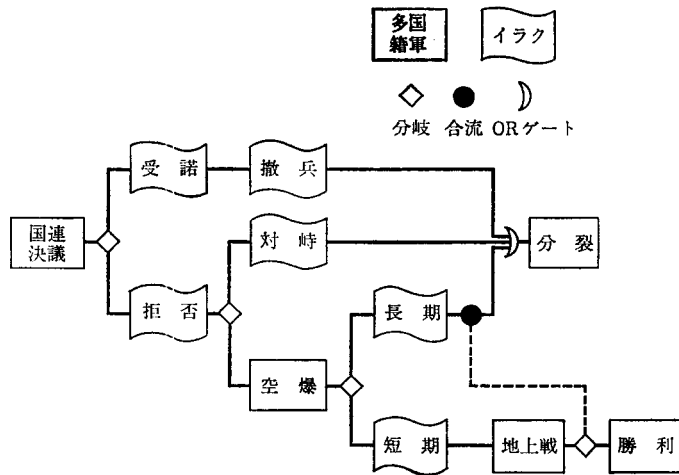 多国
籍軍
イラク
分岐 合流 ORゲート
受諾
撤兵
国連
決議
対峙
分裂
拒否
長期
空爆
短期
地上戦
勝利